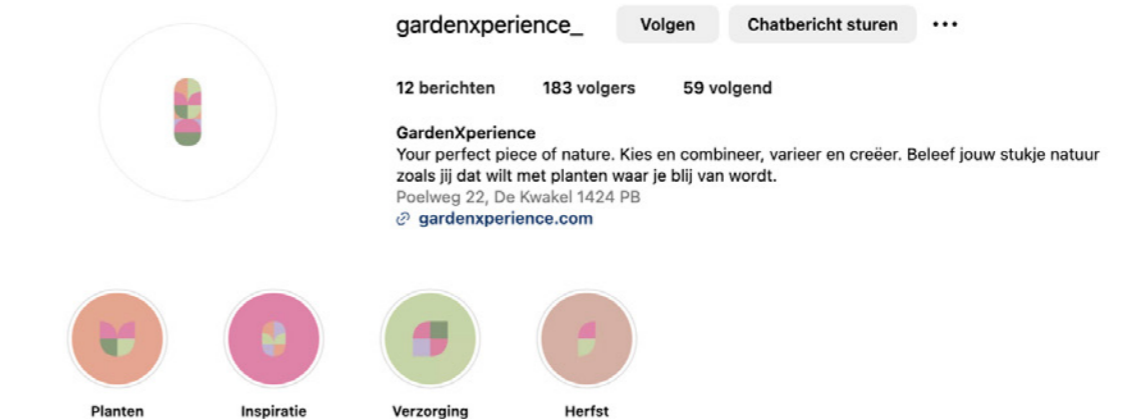 gardenxperience_ Volgen Chatbericht sturen
12 berichten 183 volgers 59 volgend
GardenXperience
Your perfect piece of nature. Kies en combineer, varieer en creëer. Beleef jouw stukje natuur
zoals jij dat wilt met planten waar je blij van wordt.
Poelweg 22, De Kwakel 1424 PB
gardenxperience.com
Planten Inspiratie Verzorging Herfst